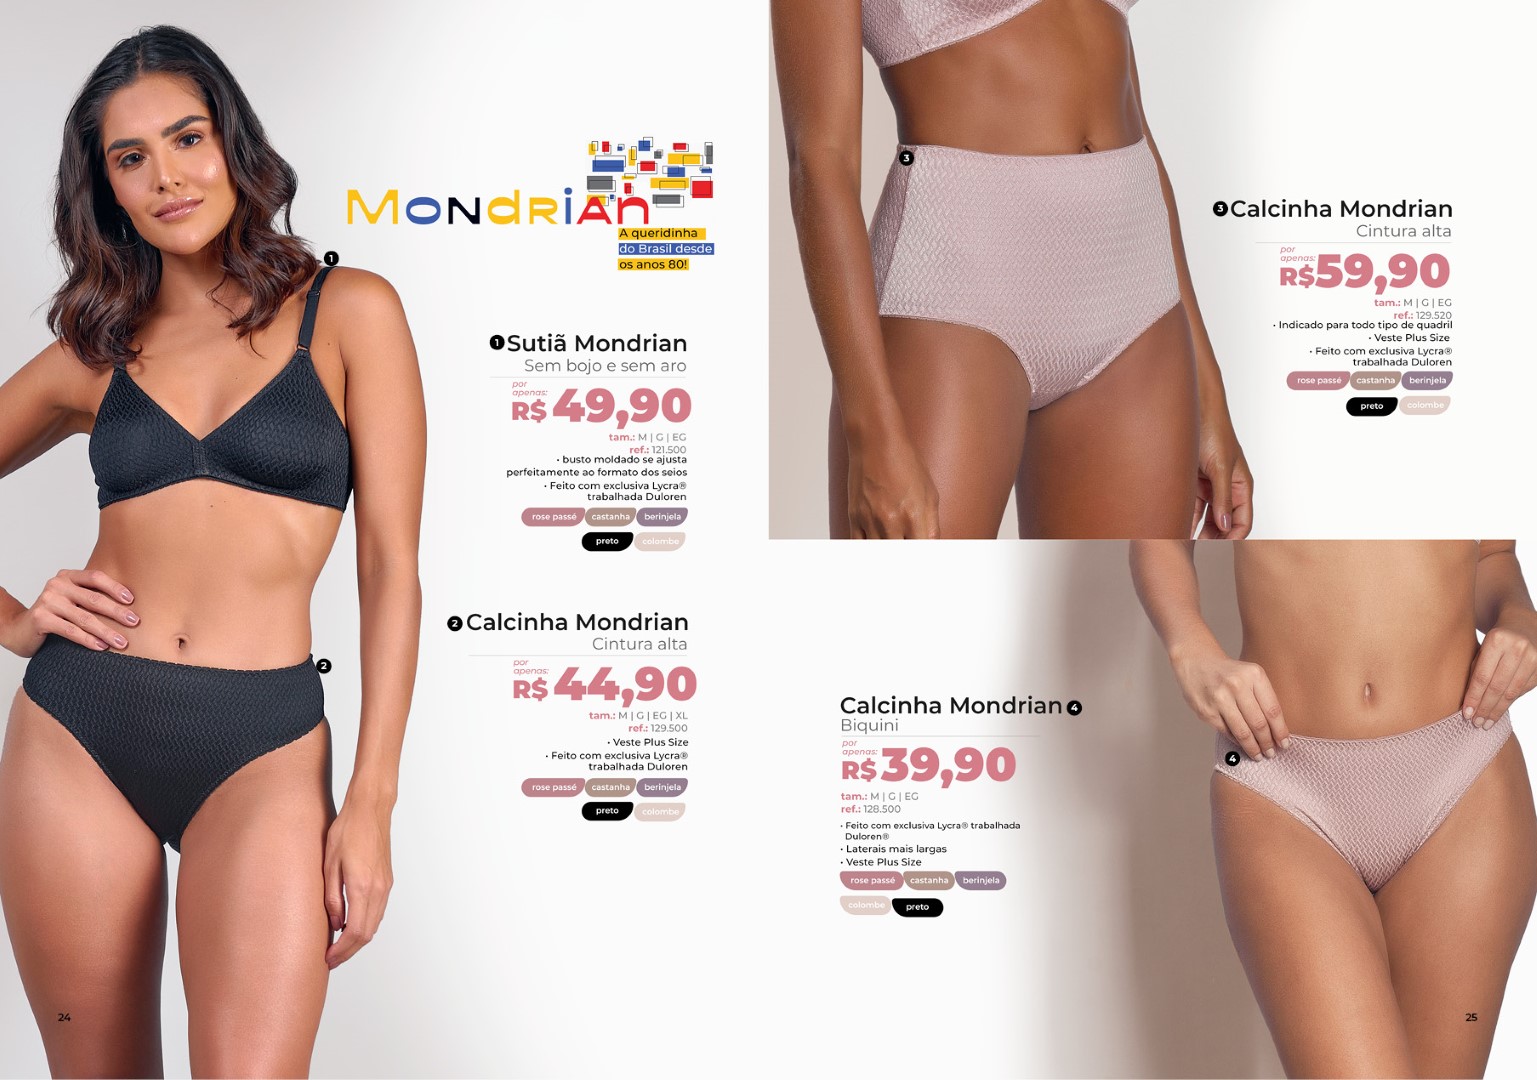 Mondrian
A queridinha
do Brasil desde
os anos 80!
1
1 Sutiã Mondrian
Sem bojo e sem aro
por
apenas:
R$ 49,90
tam.: M | G | EG
ref.: 121.500
• busto moldado se ajusta
perfeitamente ao formato dos seios
• Feito com exclusiva Lycra®
trabalhada Duloren
rose passé castanha berinjela
preto colombe
2 Calcinha Mondrian
Cintura alta
2
por
apenas:
R$ 44,90
tam.: M | G | EG | XL
ref.: 129.500
• Veste Plus Size
• Feito com exclusiva Lycra®
trabalhada Duloren
rose passé castanha berinjela
preto colombe
24
3
3 Calcinha Mondrian
Cintura alta
por
apenas:
R$59,90
tam.: M | G | EG
ref.: 129.520
• Indicado para todo tipo de quadril
• Veste Plus Size
• Feito com exclusiva Lycra®
trabalhada Duloren
rose passé castanha berinjela
preto colombe
Calcinha Mondrian 4
Biquini
por
apenas:
R$39,90
4
tam.: M | G | EG
ref.: 128.500
• Feito com exclusiva Lycra® trabalhada
Duloren®
• Laterais mais largas
• Veste Plus Size
rose passé castanha berinjela
colombe preto
25